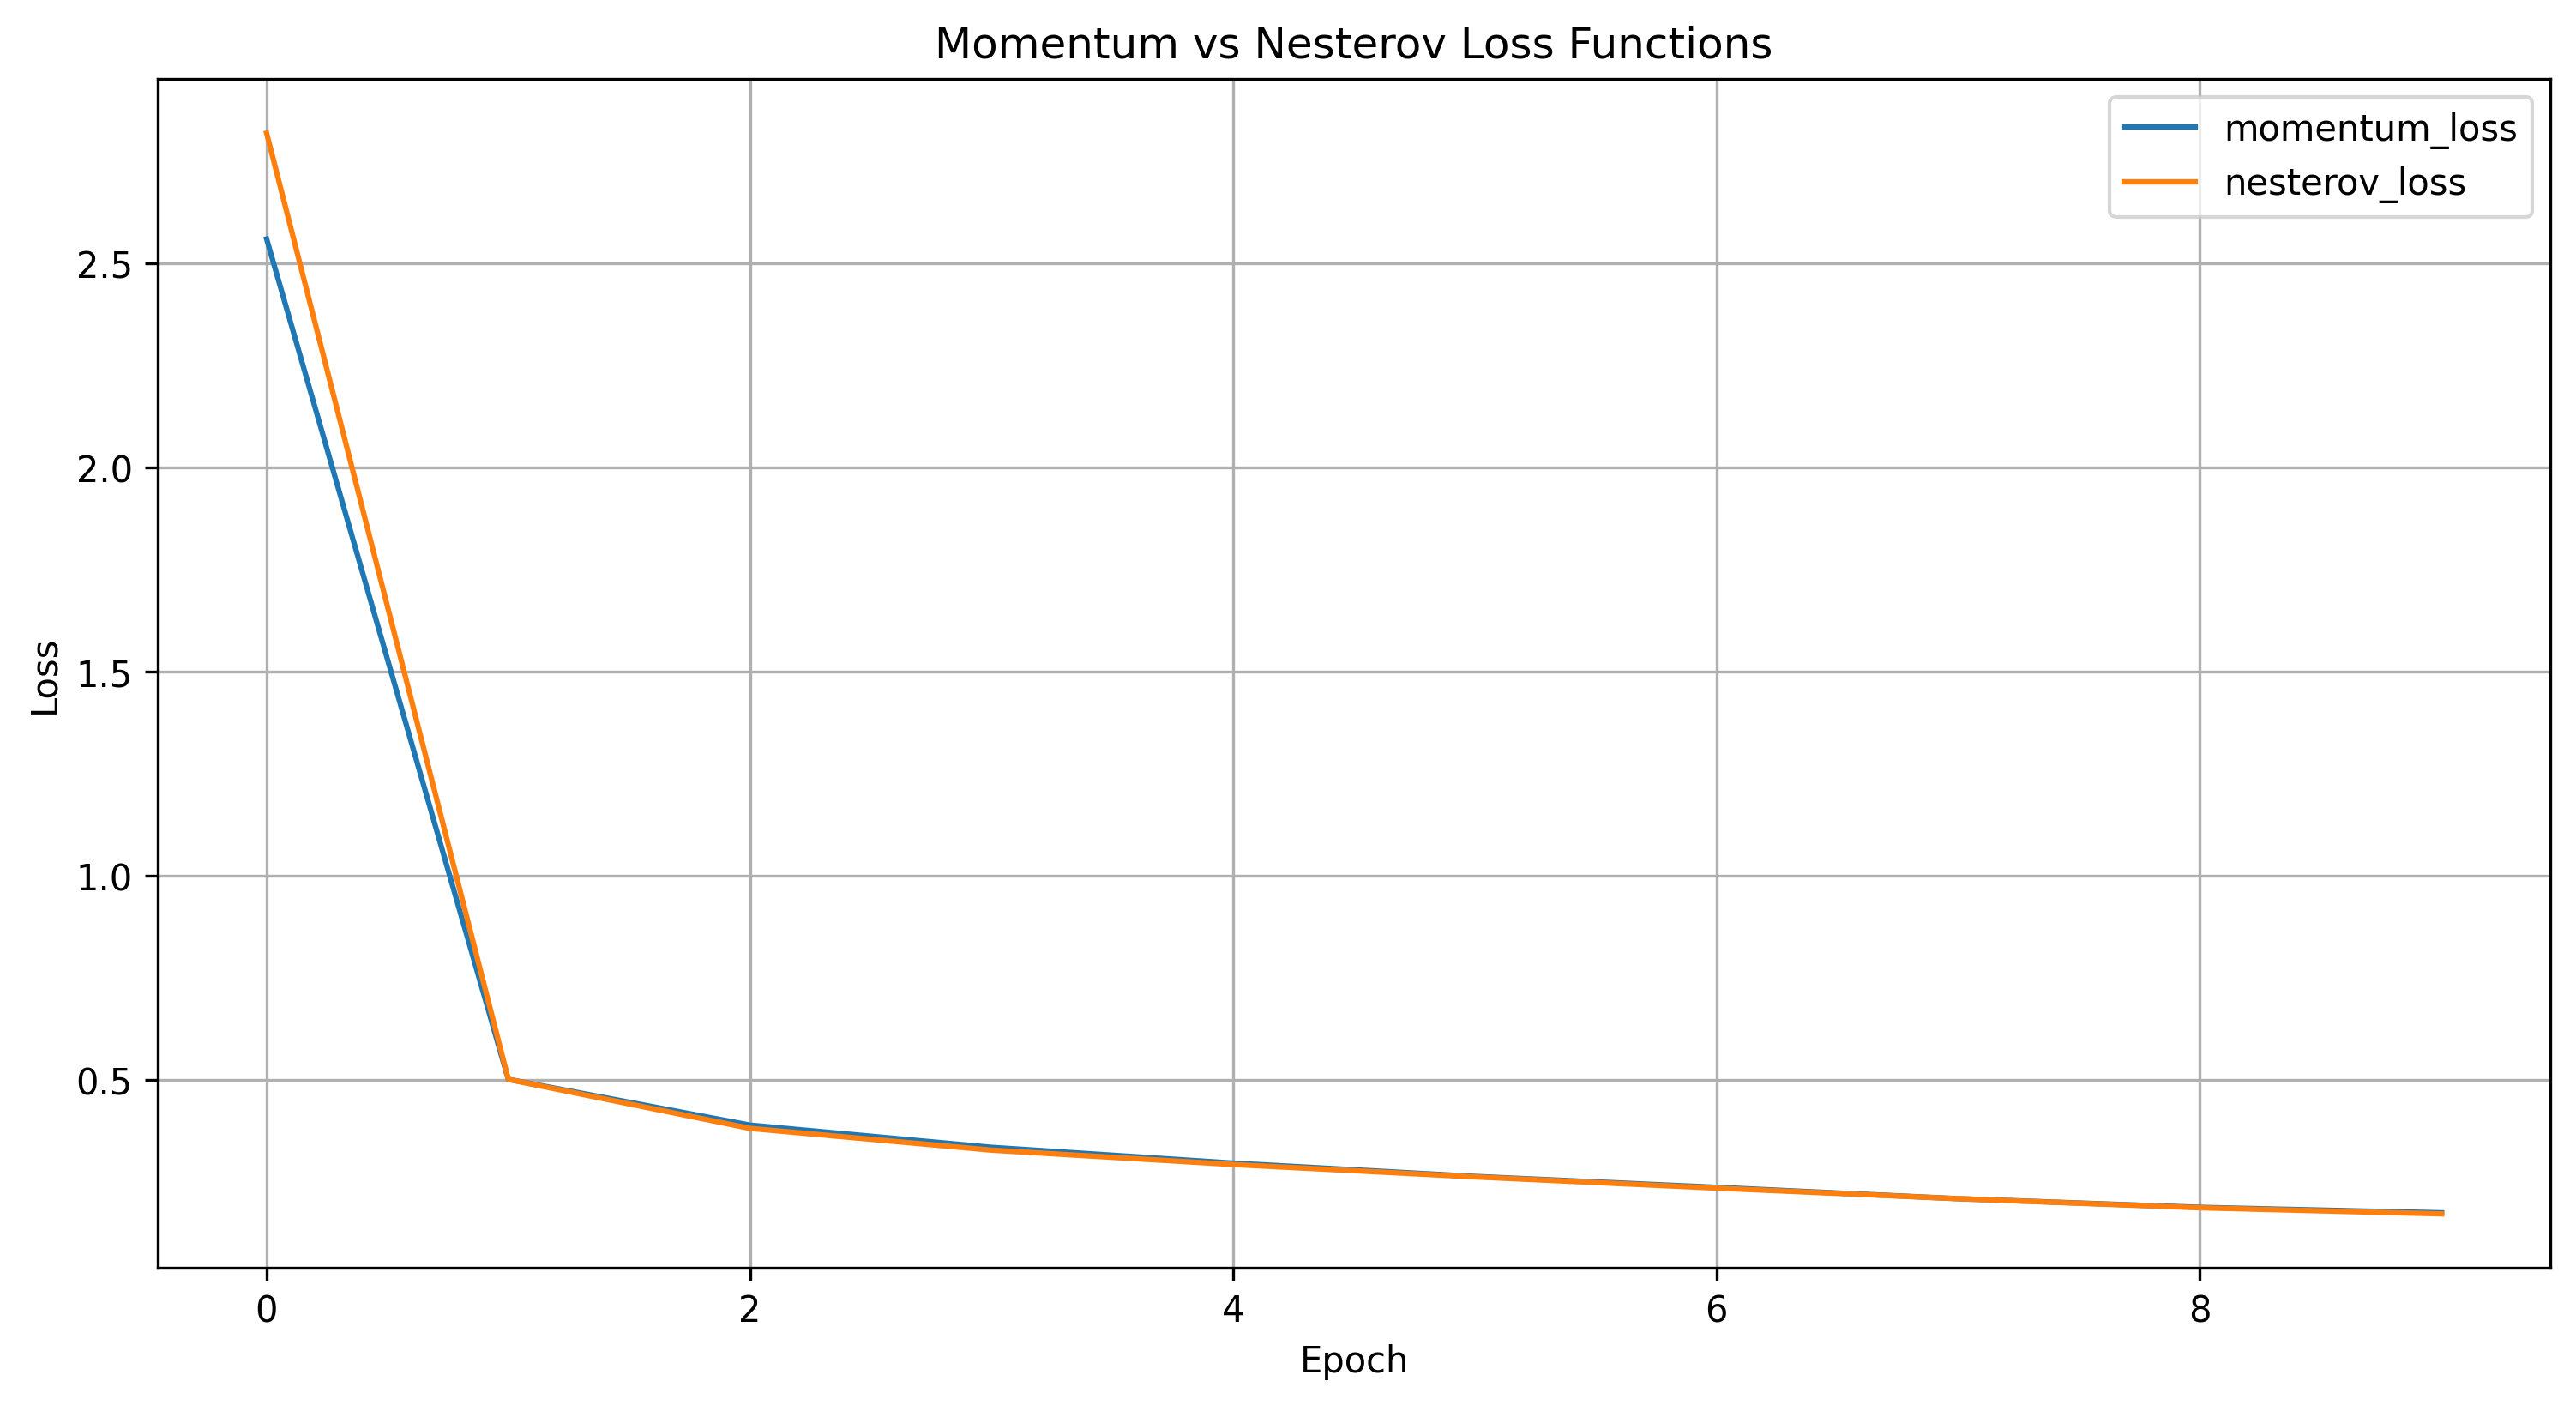 Momentum vs Nesterov Loss Functions
momentum_loss
nesterov_loss
2.5
2.0
1.5
1.0
0.5
Loss
0 2 4 6 8
Epoch